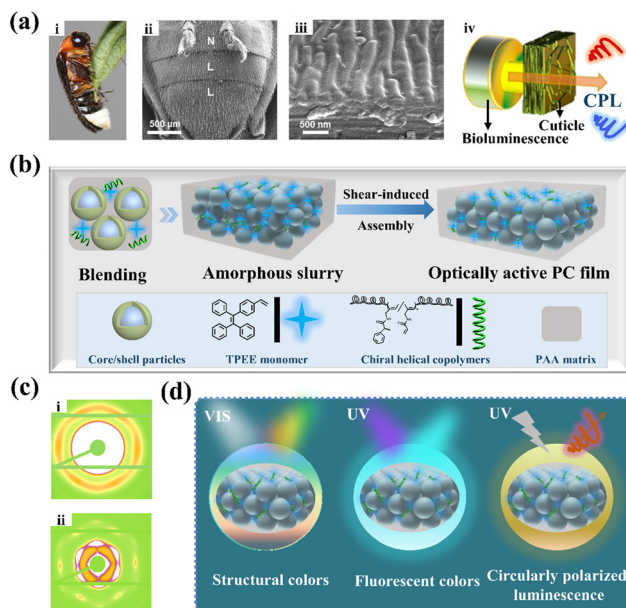 (a)
i
ii
iii
iv
N
L
L
500 µm
500 nm
CPL
Cuticle
Bioluminescence
(b)
Shear-induced
Assembly
Blending
Amorphous slurry
Optically active PC film
Core/shell particles
TPEE monomer
Chiral helical copolymers
PAA matrix
(c)
i
ii
(d)
VIS
UV
UV
Structural colors
Fluorescent colors
Circularly polarized
luminescence